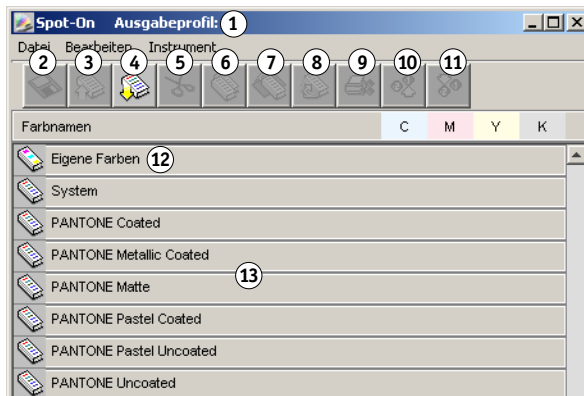 Spot-On Ausgabeprofil: 1
Datei Bearbeiten Instrument
2 3 4 5 6 7 8 9 10 11
Farbnamen C M Y K
Eigene Farben 12
System
PANTONE Coated
PANTONE Metallic Coated
13
PANTONE Matte
PANTONE Pastel Coated
PANTONE Pastel Uncoated
PANTONE Uncoated